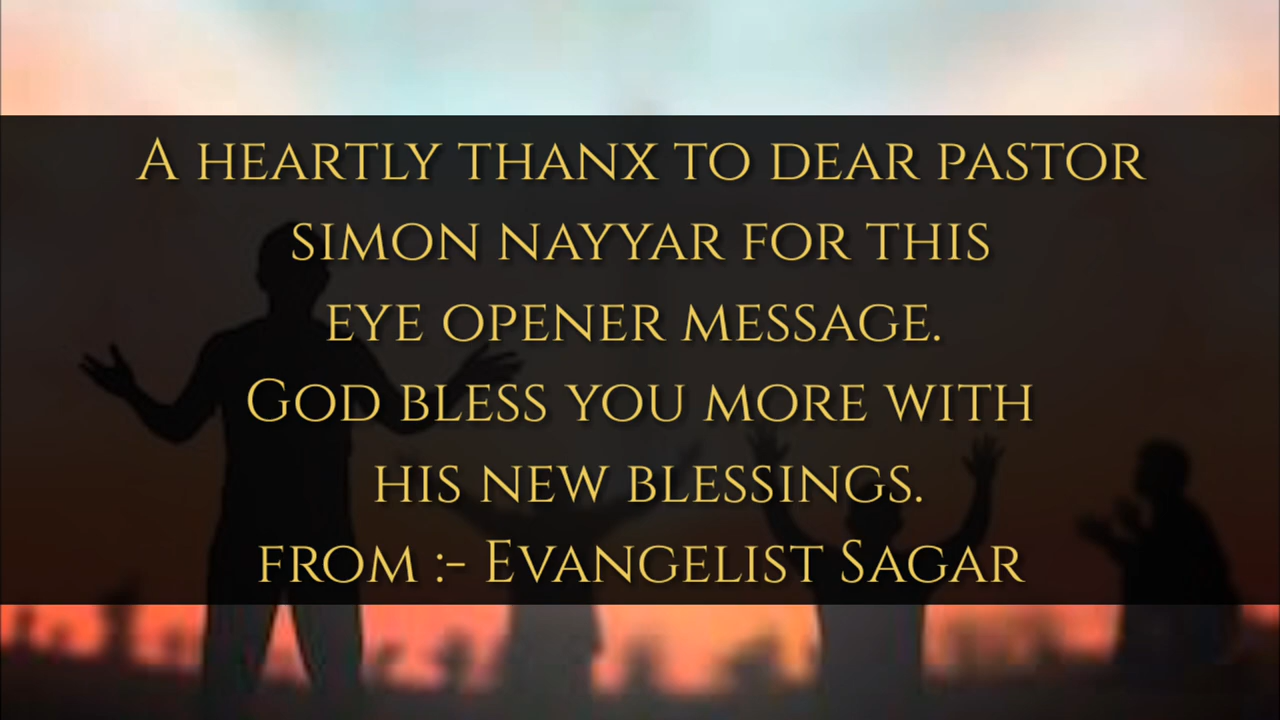 A heartly thanx to dear pastor
simon nayyar for this
eye opener message.
God bless you more with
his new blessings.
from :- Evangelist Sagar